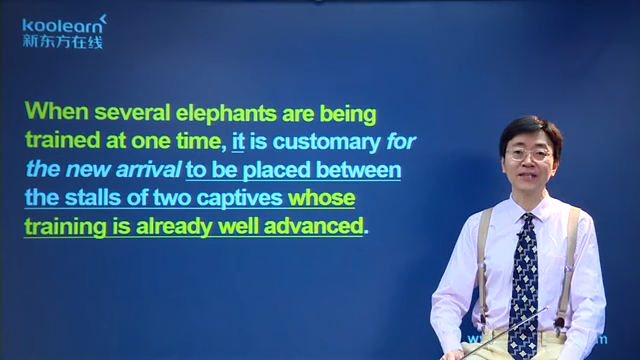 koolearn
新东方在线
When several elephants are being
trained at one time, it is customary for
the new arrival to be placed between
the stalls of two captives whose
training is already well advanced.